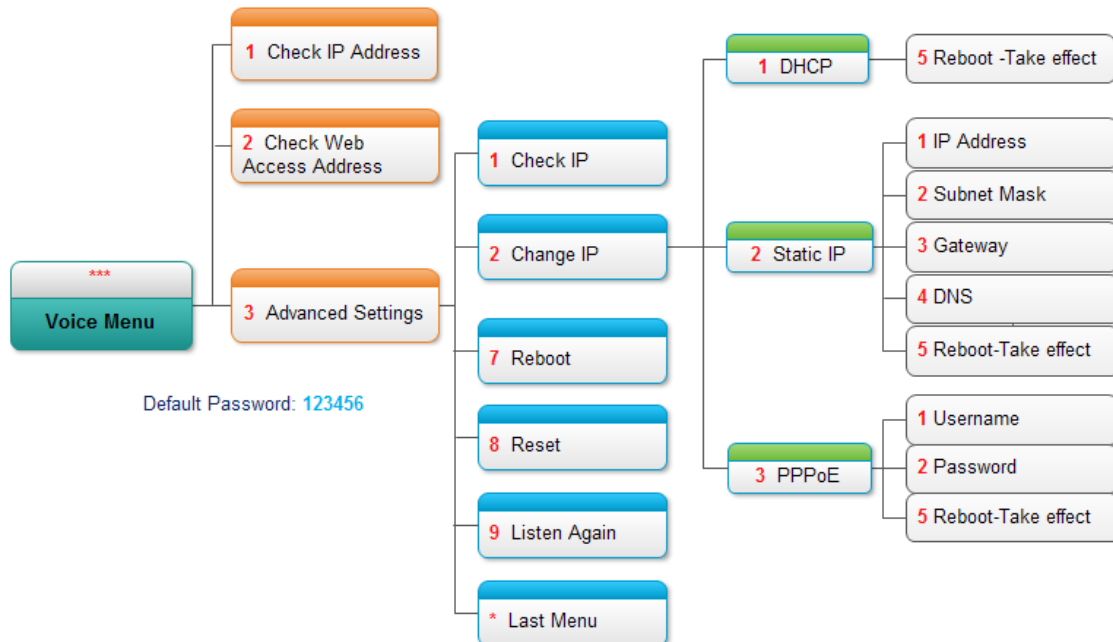 ***
Voice Menu
Default Password: 123456
1 Check IP Address
2 Check Web
Access Address
3 Advanced Settings
1 Check IP
2 Change IP
7 Reboot
8 Reset
9 Listen Again
* Last Menu
1 DHCP
5 Reboot -Take effect
2 Static IP
1 IP Address
2 Subnet Mask
3 Gateway
4 DNS
5 Reboot-Take effect
3 PPPoE
1 Username
2 Password
5 Reboot-Take effect